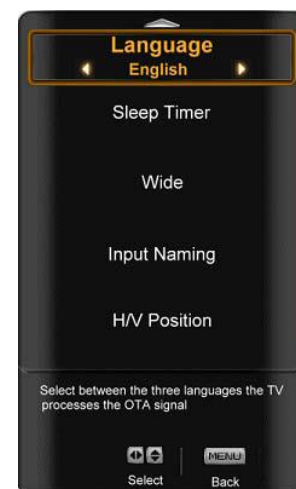 Language
English
Sleep Timer
Wide
Input Naming
H/V Position
Select between the three languages the TV
processes the OTA signal
MENU
Select
Back